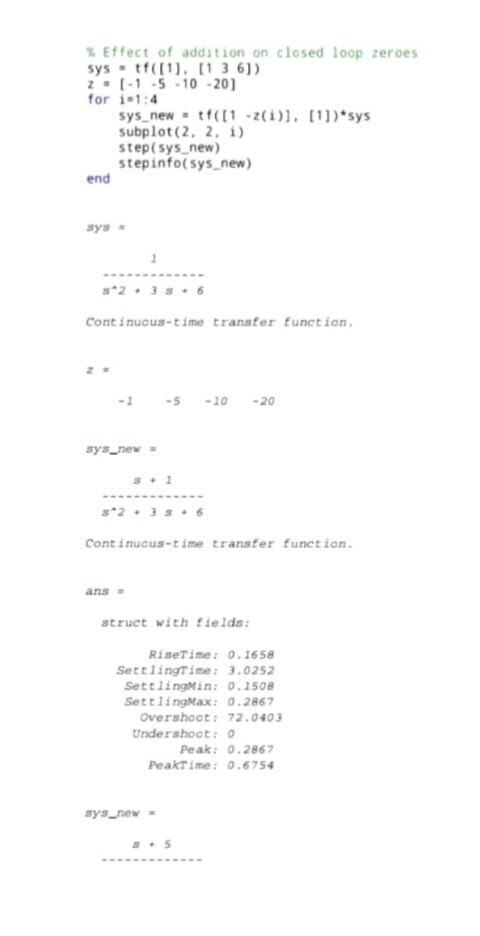 % Effect of addition on closed loop zeroes
sys = tf([1], [1 3 6])
z = [-1 -5 -10 -20]
for i=1:4
    sys_new = tf([1 -z(i)], [1])*sys
    subplot(2, 2, i)
    step(sys_new)
    stepinfo(sys_new)
end
sys =
        1
  -------------
  s^2 + 3 s + 6
Continuous-time transfer function.
z =
    -1    -5   -10   -20
sys_new =
      s + 1
  -------------
  s^2 + 3 s + 6
Continuous-time transfer function.
ans =
  struct with fields:
        RiseTime: 0.1658
    SettlingTime: 3.0252
     SettlingMin: 0.1508
     SettlingMax: 0.2867
       Overshoot: 72.0403
      Undershoot: 0
            Peak: 0.2867
        PeakTime: 0.6754
sys_new =
      s + 5
  -------------